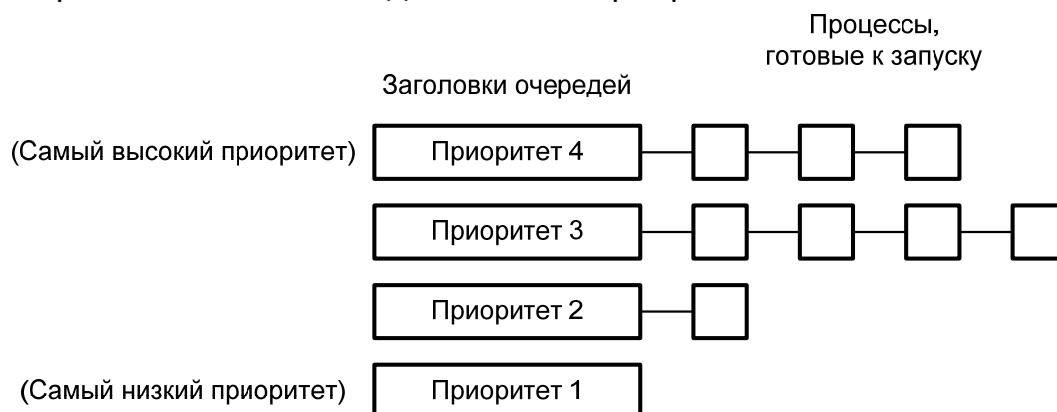 Процессы,
готовые к запуску
Заголовки очередей
(Самый высокий приоритет) Приоритет 4
Приоритет 3
Приоритет 2
(Самый низкий приоритет) Приоритет 1